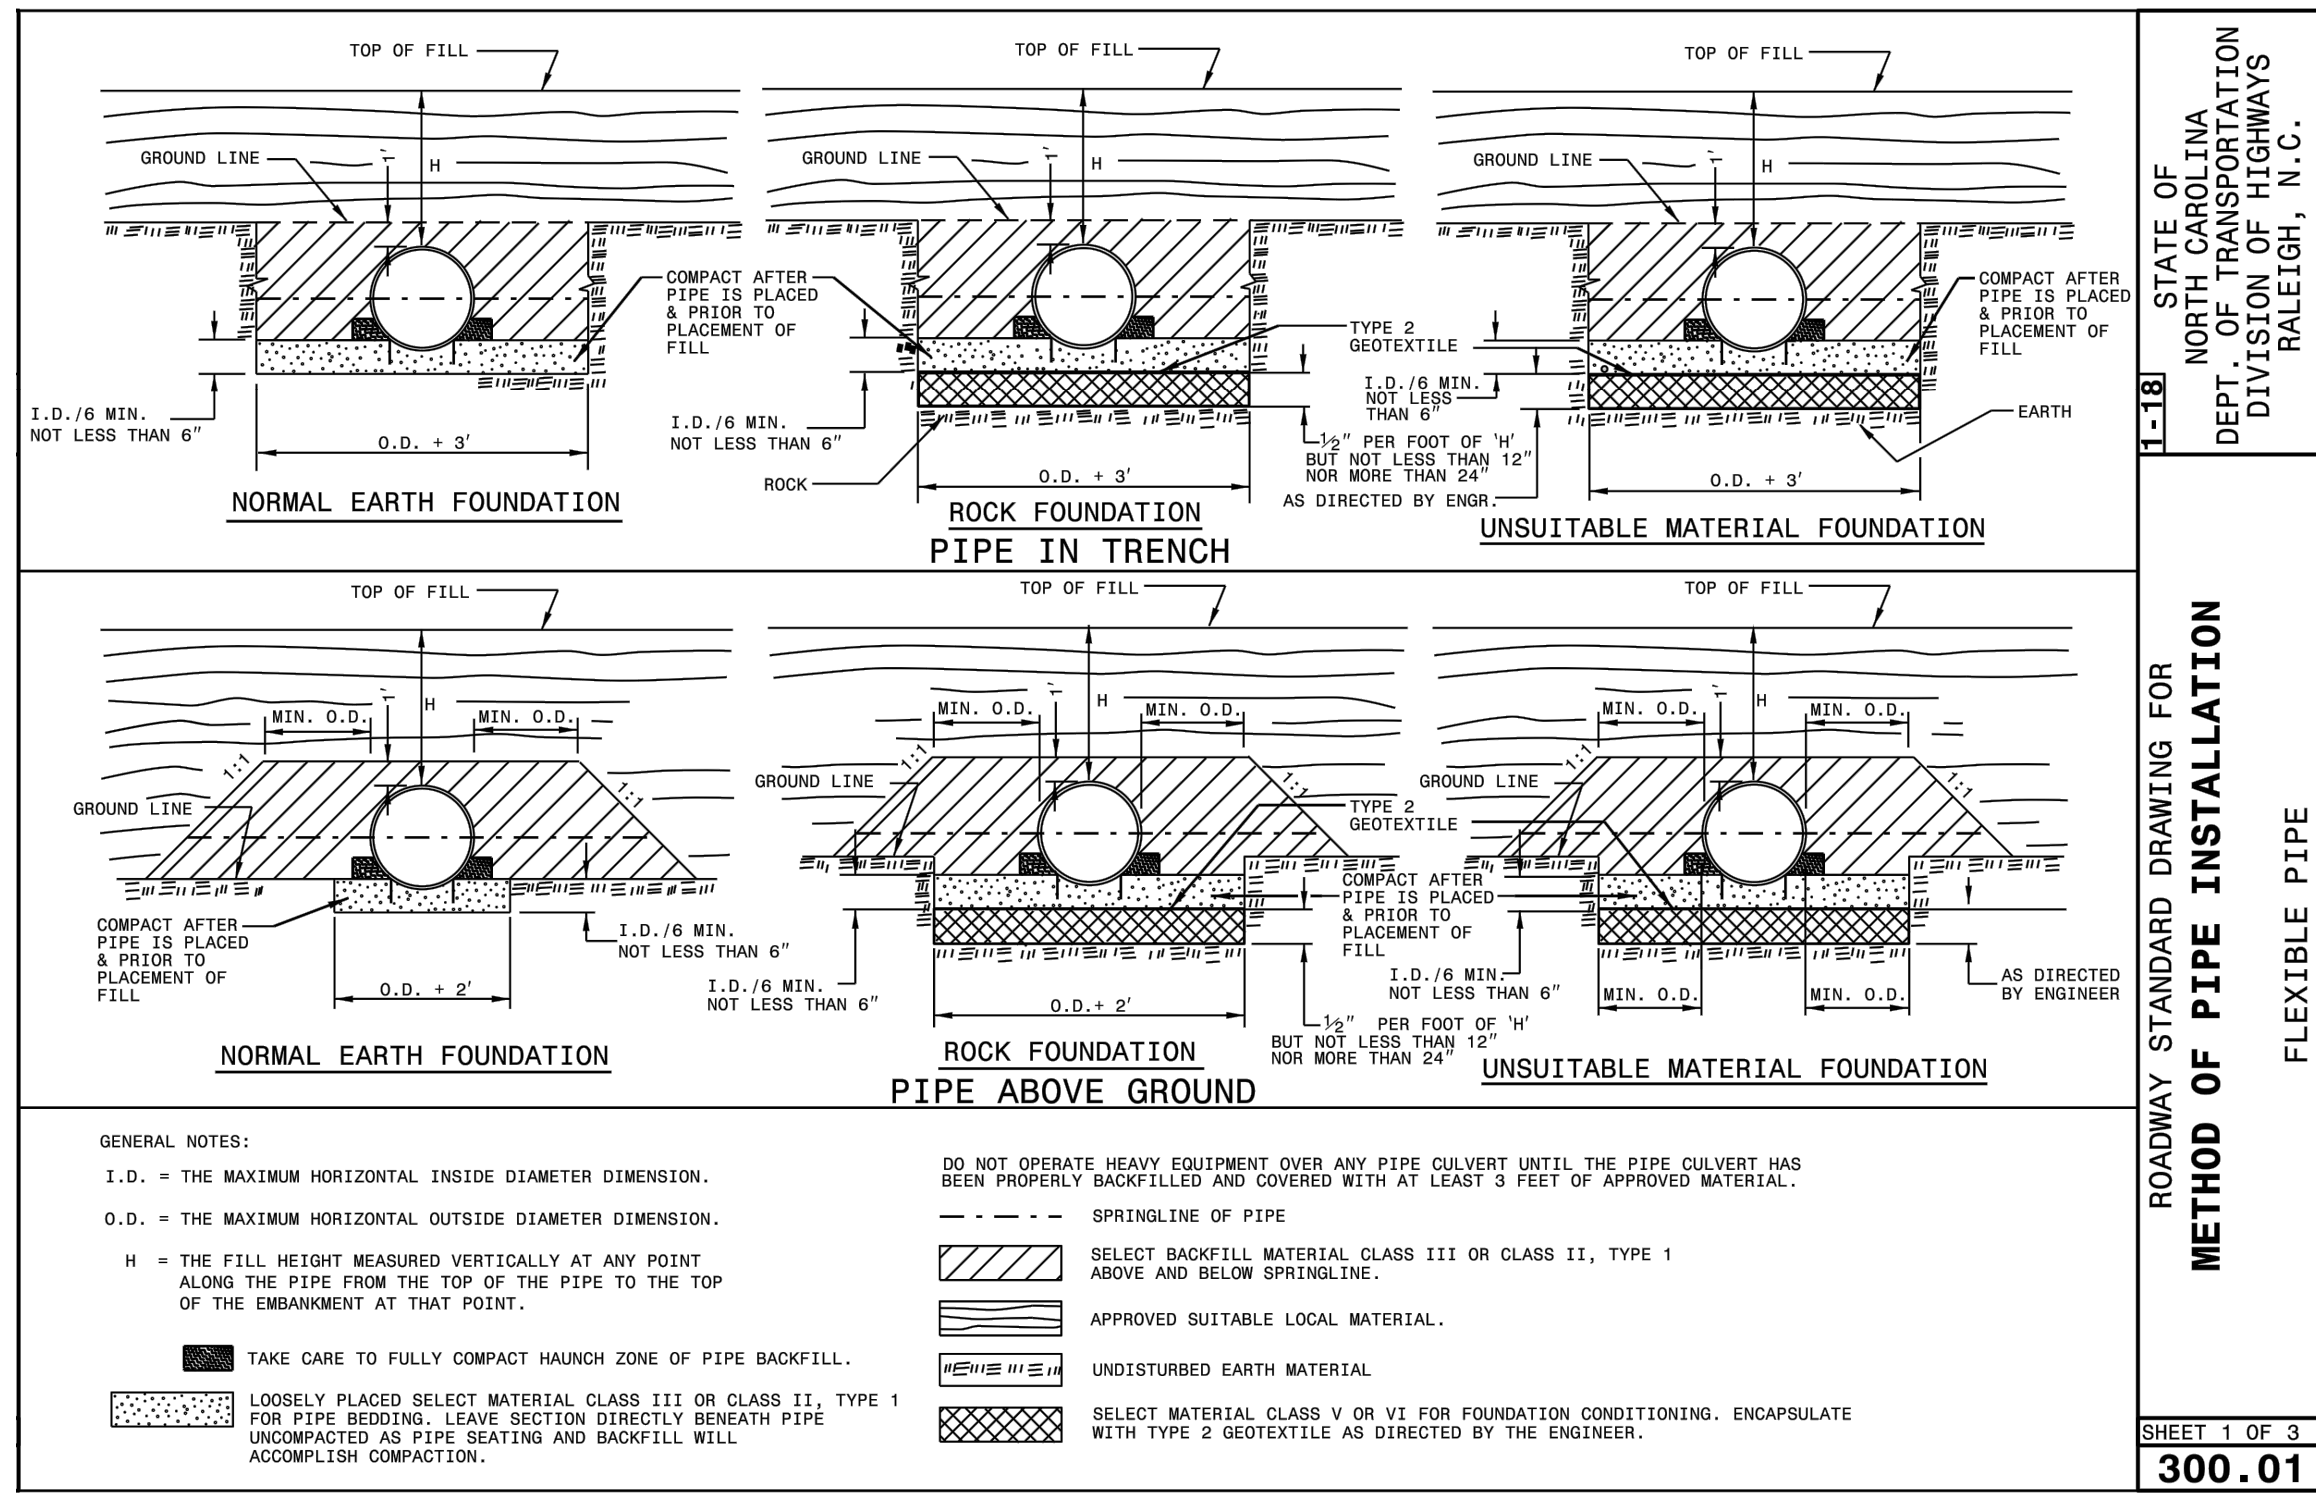 TOP OF FILL
GROUND LINE
1'
H
COMPACT AFTER
PIPE IS PLACED
& PRIOR TO
PLACEMENT OF
FILL
I.D./6 MIN.
NOT LESS THAN 6"
O.D. + 3'
NORMAL EARTH FOUNDATION
TOP OF FILL
GROUND LINE
1'
H
TYPE 2
GEOTEXTILE
I.D./6 MIN.
NOT LESS THAN 6"
ROCK
O.D. + 3'
1/2" PER FOOT OF 'H'
BUT NOT LESS THAN 12"
NOR MORE THAN 24"
ROCK FOUNDATION
PIPE IN TRENCH
TOP OF FILL
GROUND LINE
1'
H
COMPACT AFTER
PIPE IS PLACED
& PRIOR TO
PLACEMENT OF
FILL
I.D./6 MIN.
NOT LESS
THAN 6"
EARTH
AS DIRECTED BY ENGR.
O.D. + 3'
UNSUITABLE MATERIAL FOUNDATION
TOP OF FILL
1'
H
MIN. O.D.
MIN. O.D.
1:1
1:1
GROUND LINE
COMPACT AFTER
PIPE IS PLACED
& PRIOR TO
PLACEMENT OF
FILL
I.D./6 MIN.
NOT LESS THAN 6"
O.D. + 2'
NORMAL EARTH FOUNDATION
TOP OF FILL
1'
H
MIN. O.D.
MIN. O.D.
1:1
1:1
GROUND LINE
TYPE 2
GEOTEXTILE
COMPACT AFTER
PIPE IS PLACED
& PRIOR TO
PLACEMENT OF
FILL
I.D./6 MIN.
NOT LESS THAN 6"
O.D.+ 2'
1/2" PER FOOT OF 'H'
BUT NOT LESS THAN 12"
NOR MORE THAN 24"
ROCK FOUNDATION
PIPE ABOVE GROUND
TOP OF FILL
1'
H
MIN. O.D.
MIN. O.D.
1:1
1:1
GROUND LINE
I.D./6 MIN.
NOT LESS THAN 6"
MIN. O.D.
MIN. O.D.
AS DIRECTED
BY ENGINEER
UNSUITABLE MATERIAL FOUNDATION
GENERAL NOTES:
I.D. = THE MAXIMUM HORIZONTAL INSIDE DIAMETER DIMENSION.
O.D. = THE MAXIMUM HORIZONTAL OUTSIDE DIAMETER DIMENSION.
H = THE FILL HEIGHT MEASURED VERTICALLY AT ANY POINT
ALONG THE PIPE FROM THE TOP OF THE PIPE TO THE TOP
OF THE EMBANKMENT AT THAT POINT.
TAKE CARE TO FULLY COMPACT HAUNCH ZONE OF PIPE BACKFILL.
LOOSELY PLACED SELECT MATERIAL CLASS III OR CLASS II, TYPE 1
FOR PIPE BEDDING. LEAVE SECTION DIRECTLY BENEATH PIPE
UNCOMPACTED AS PIPE SEATING AND BACKFILL WILL
ACCOMPLISH COMPACTION.
DO NOT OPERATE HEAVY EQUIPMENT OVER ANY PIPE CULVERT UNTIL THE PIPE CULVERT HAS
BEEN PROPERLY BACKFILLED AND COVERED WITH AT LEAST 3 FEET OF APPROVED MATERIAL.
SPRINGLINE OF PIPE
SELECT BACKFILL MATERIAL CLASS III OR CLASS II, TYPE 1
ABOVE AND BELOW SPRINGLINE.
APPROVED SUITABLE LOCAL MATERIAL.
UNDISTURBED EARTH MATERIAL
SELECT MATERIAL CLASS V OR VI FOR FOUNDATION CONDITIONING. ENCAPSULATE
WITH TYPE 2 GEOTEXTILE AS DIRECTED BY THE ENGINEER.
1-18
STATE OF
NORTH CAROLINA
DEPT. OF TRANSPORTATION
DIVISION OF HIGHWAYS
RALEIGH, N.C.
ROADWAY STANDARD DRAWING FOR
METHOD OF PIPE INSTALLATION
FLEXIBLE PIPE
SHEET 1 OF 3
300.01